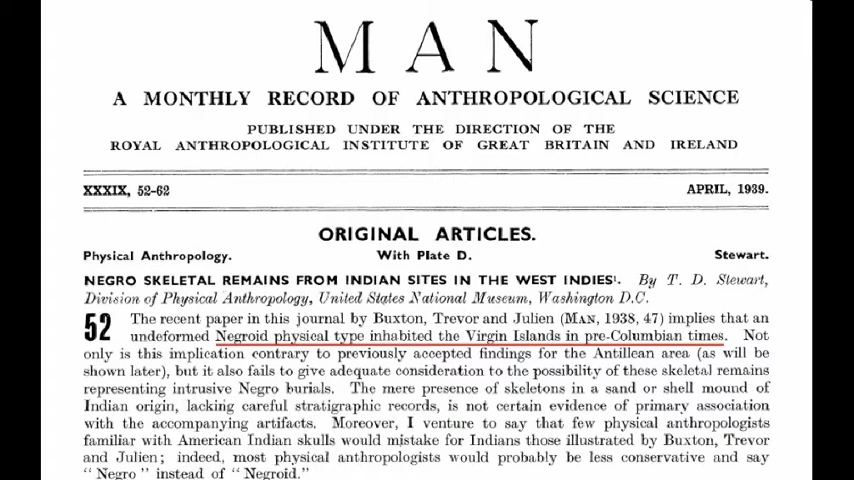 MAN
A MONTHLY RECORD OF ANTHROPOLOGICAL SCIENCE
PUBLISHED UNDER THE DIRECTION OF THE
ROYAL ANTHROPOLOGICAL INSTITUTE OF GREAT BRITAIN AND IRELAND
XXXIX, 52-62 APRIL, 1939.
ORIGINAL ARTICLES.
Physical Anthropology. With Plate D. Stewart.
NEGRO SKELETAL REMAINS FROM INDIAN SITES IN THE WEST INDIES¹. By T. D. Stewart,
Division of Physical Anthropology, United States National Museum, Washington D.C.
52 The recent paper in this journal by Buxton, Trevor and Julien (MAN, 1938, 47) implies that an
undeformed Negroid physical type inhabited the Virgin Islands in pre-Columbian times. Not
only is this implication contrary to previously accepted findings for the Antillean area (as will be
shown later), but it also fails to give adequate consideration to the possibility of these skeletal remains
representing intrusive Negro burials. The mere presence of skeletons in a sand or shell mound of
Indian origin, lacking careful stratigraphic records, is not certain evidence of primary association
with the accompanying artifacts. Moreover, I venture to say that few physical anthropologists
familiar with American Indian skulls would mistake for Indians those illustrated by Buxton, Trevor
and Julien; indeed, most physical anthropologists would probably be less conservative and say
"Negro" instead of "Negroid."